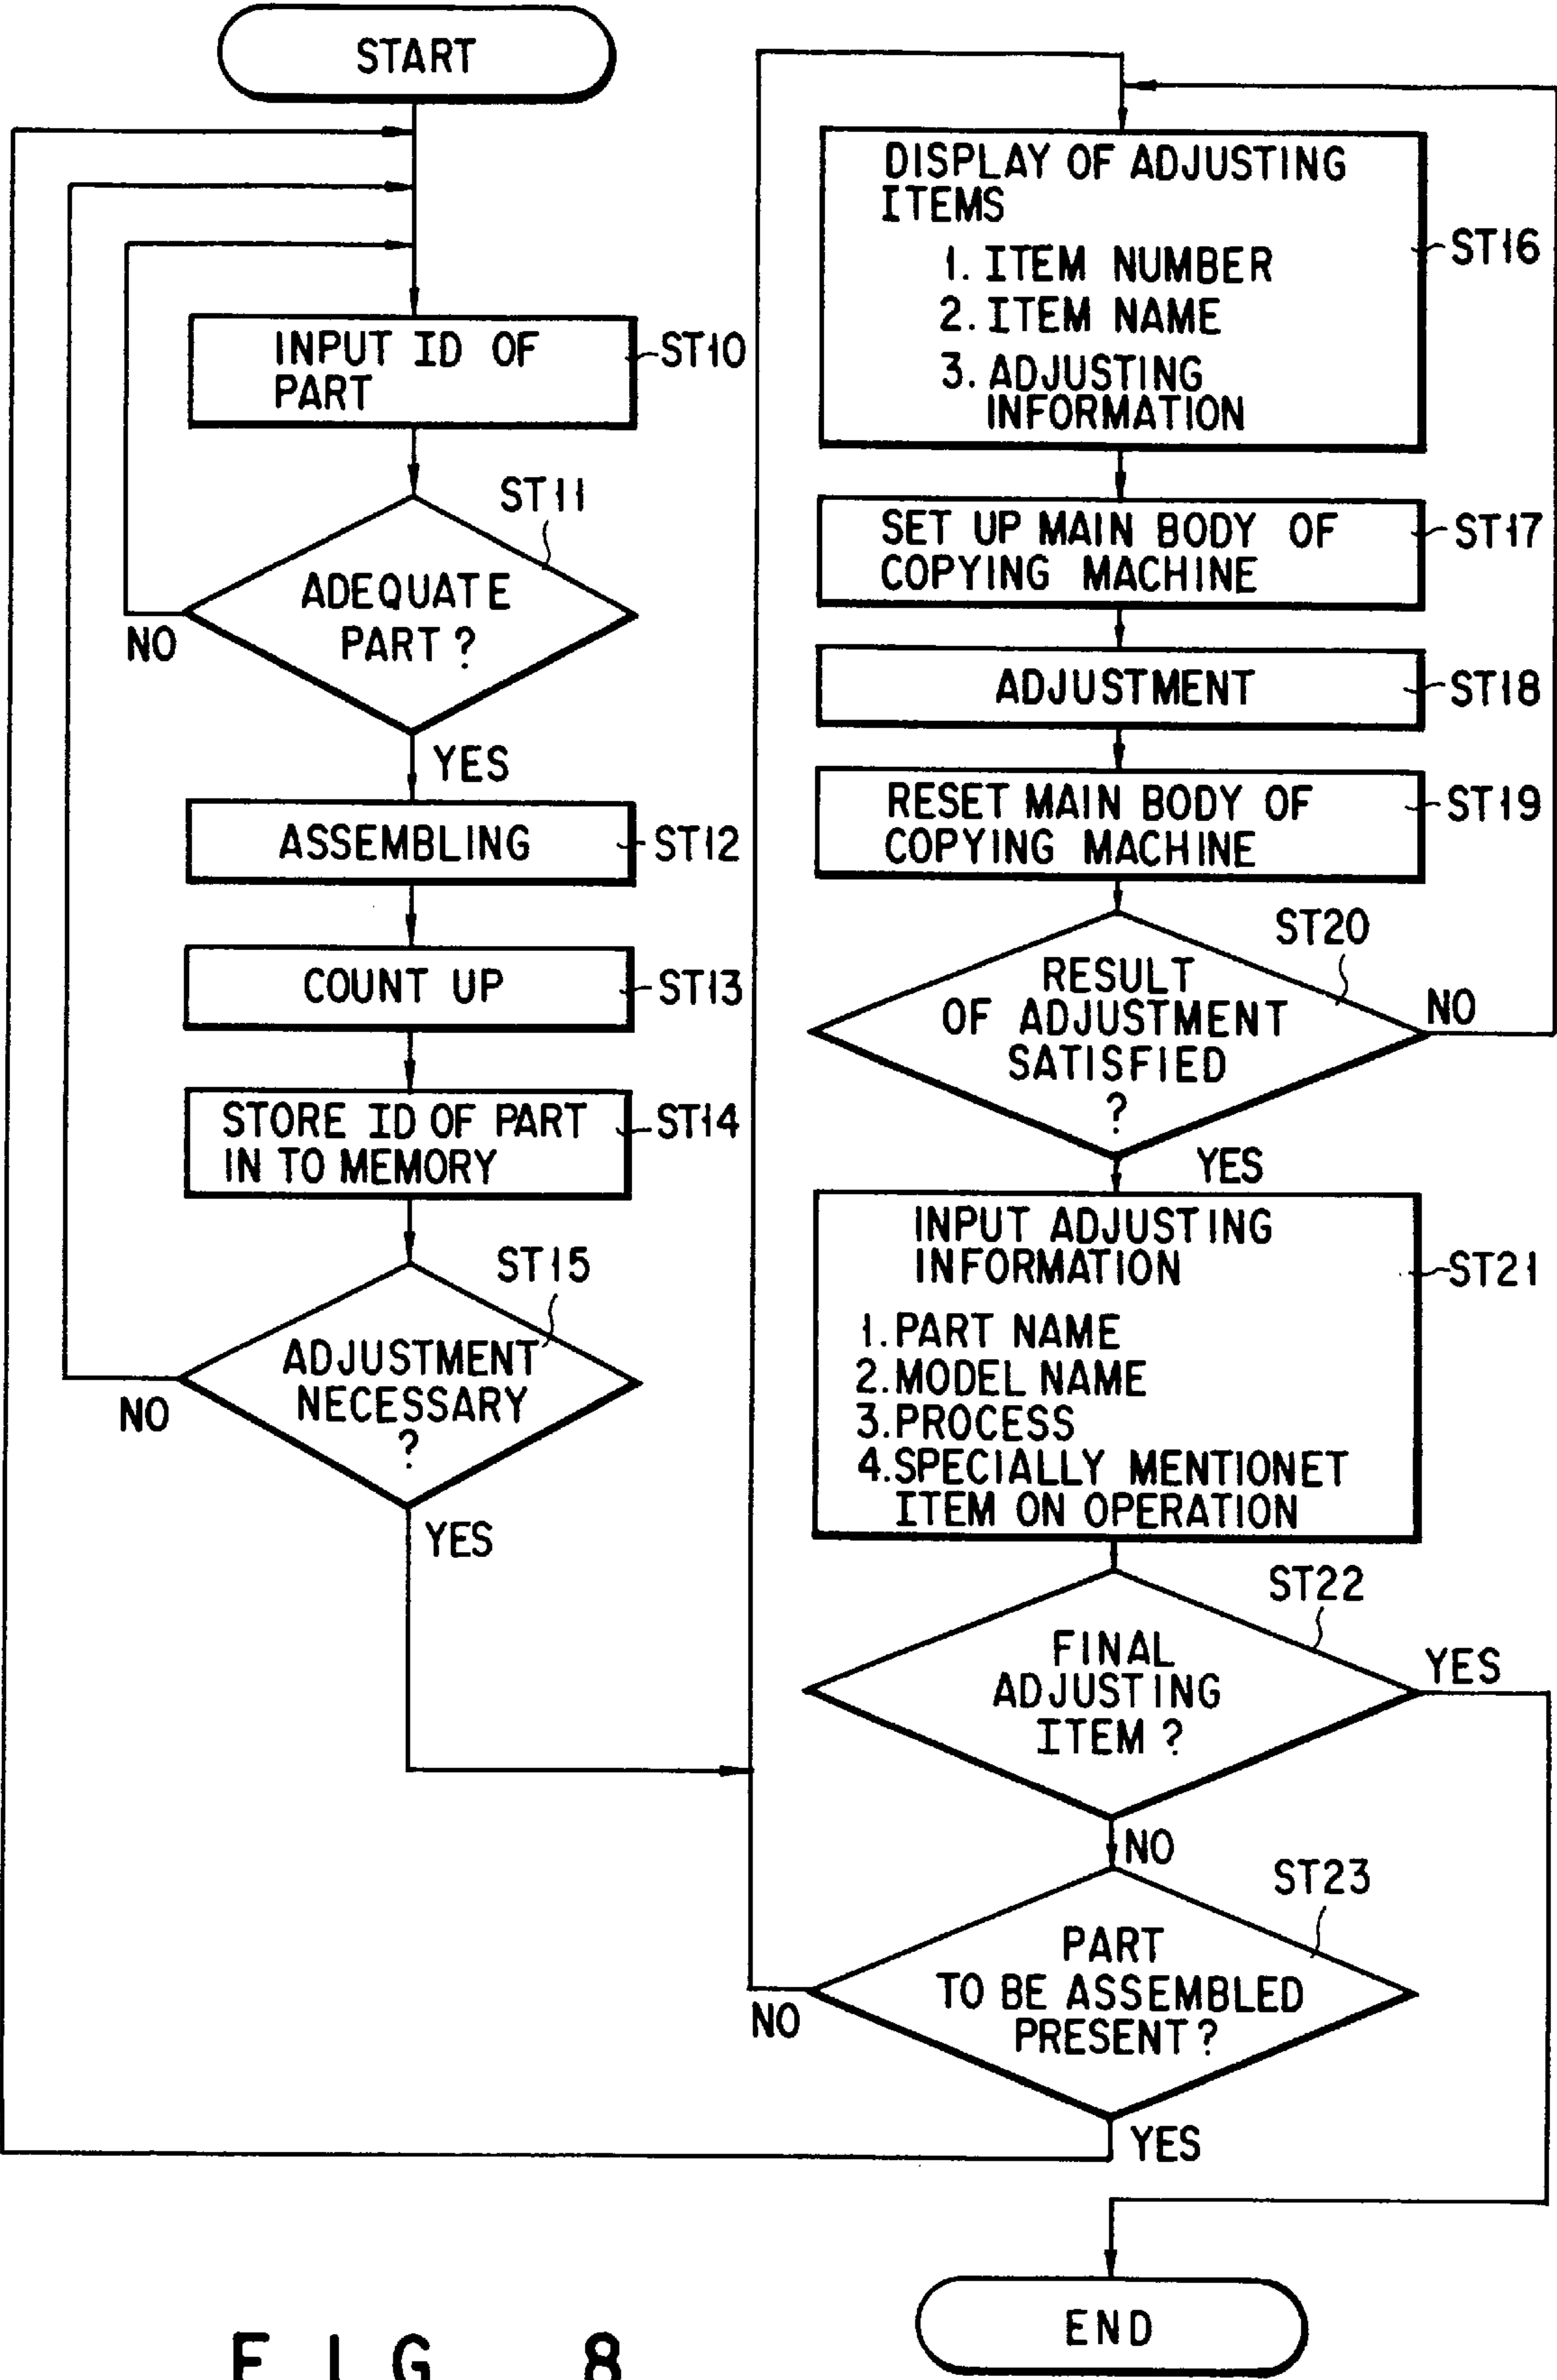 START
INPUT ID OF
PART
ST10
ST11
ADEQUATE
PART?
NO
YES
ASSEMBLING
ST12
COUNT UP
ST13
STORE ID OF PART
IN TO MEMORY
ST14
ST15
ADJUSTMENT
NECESSARY
?
NO
YES
DISPLAY OF ADJUSTING
ITEMS
1. ITEM NUMBER
2. ITEM NAME
3. ADJUSTING
INFORMATION
ST16
SET UP MAIN BODY OF
COPYING MACHINE
ST17
ADJUSTMENT
ST18
RESET MAIN BODY OF
COPYING MACHINE
ST19
ST20
RESULT
OF ADJUSTMENT
SATISFIED
?
NO
YES
INPUT ADJUSTING
INFORMATION
1. PART NAME
2. MODEL NAME
3. PROCESS
4. SPECIALLY MENTIONET
ITEM ON OPERATION
ST21
ST22
FINAL
ADJUSTING
ITEM?
YES
NO
ST23
PART
TO BE ASSEMBLED
PRESENT?
NO
YES
END
FIG. 8